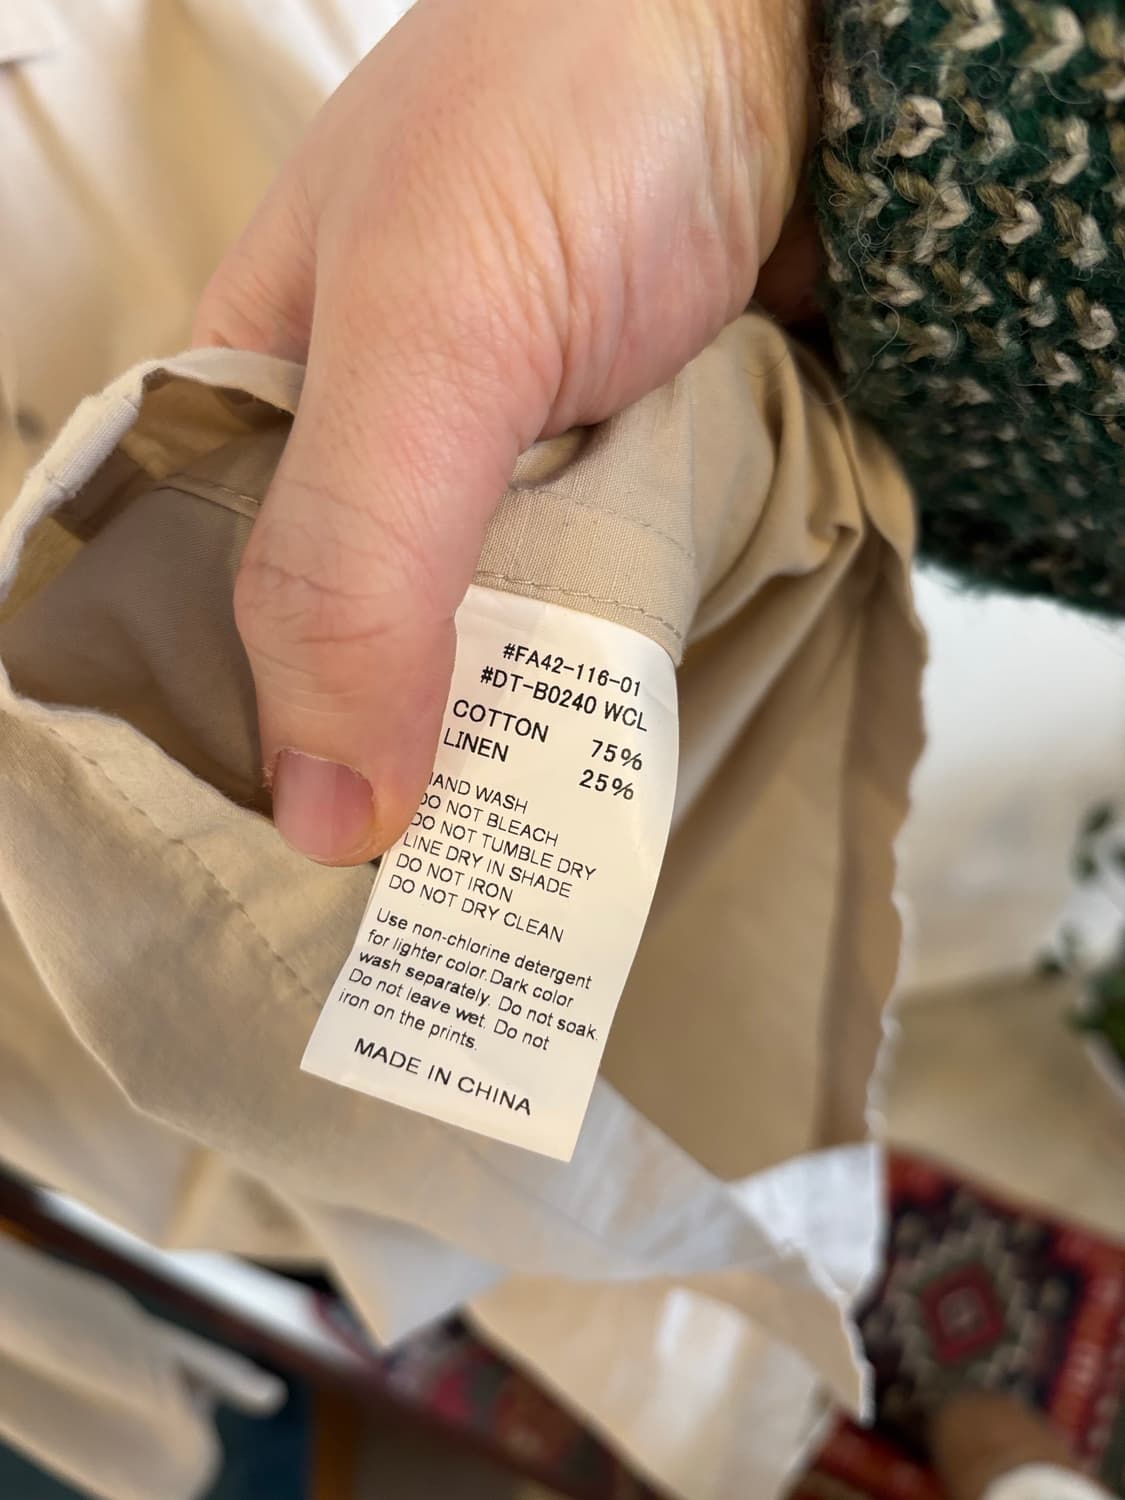 #FA42-116-01
#DT-B0240 WCL
COTTON 75%
LINEN 25%
HAND WASH
DO NOT BLEACH
DO NOT TUMBLE DRY
LINE DRY IN SHADE
DO NOT IRON
DO NOT DRY CLEAN
Use non-chlorine detergent
for lighter color.Dark color
wash separately. Do not soak.
Do not leave wet. Do not
iron on the prints.
MADE IN CHINA